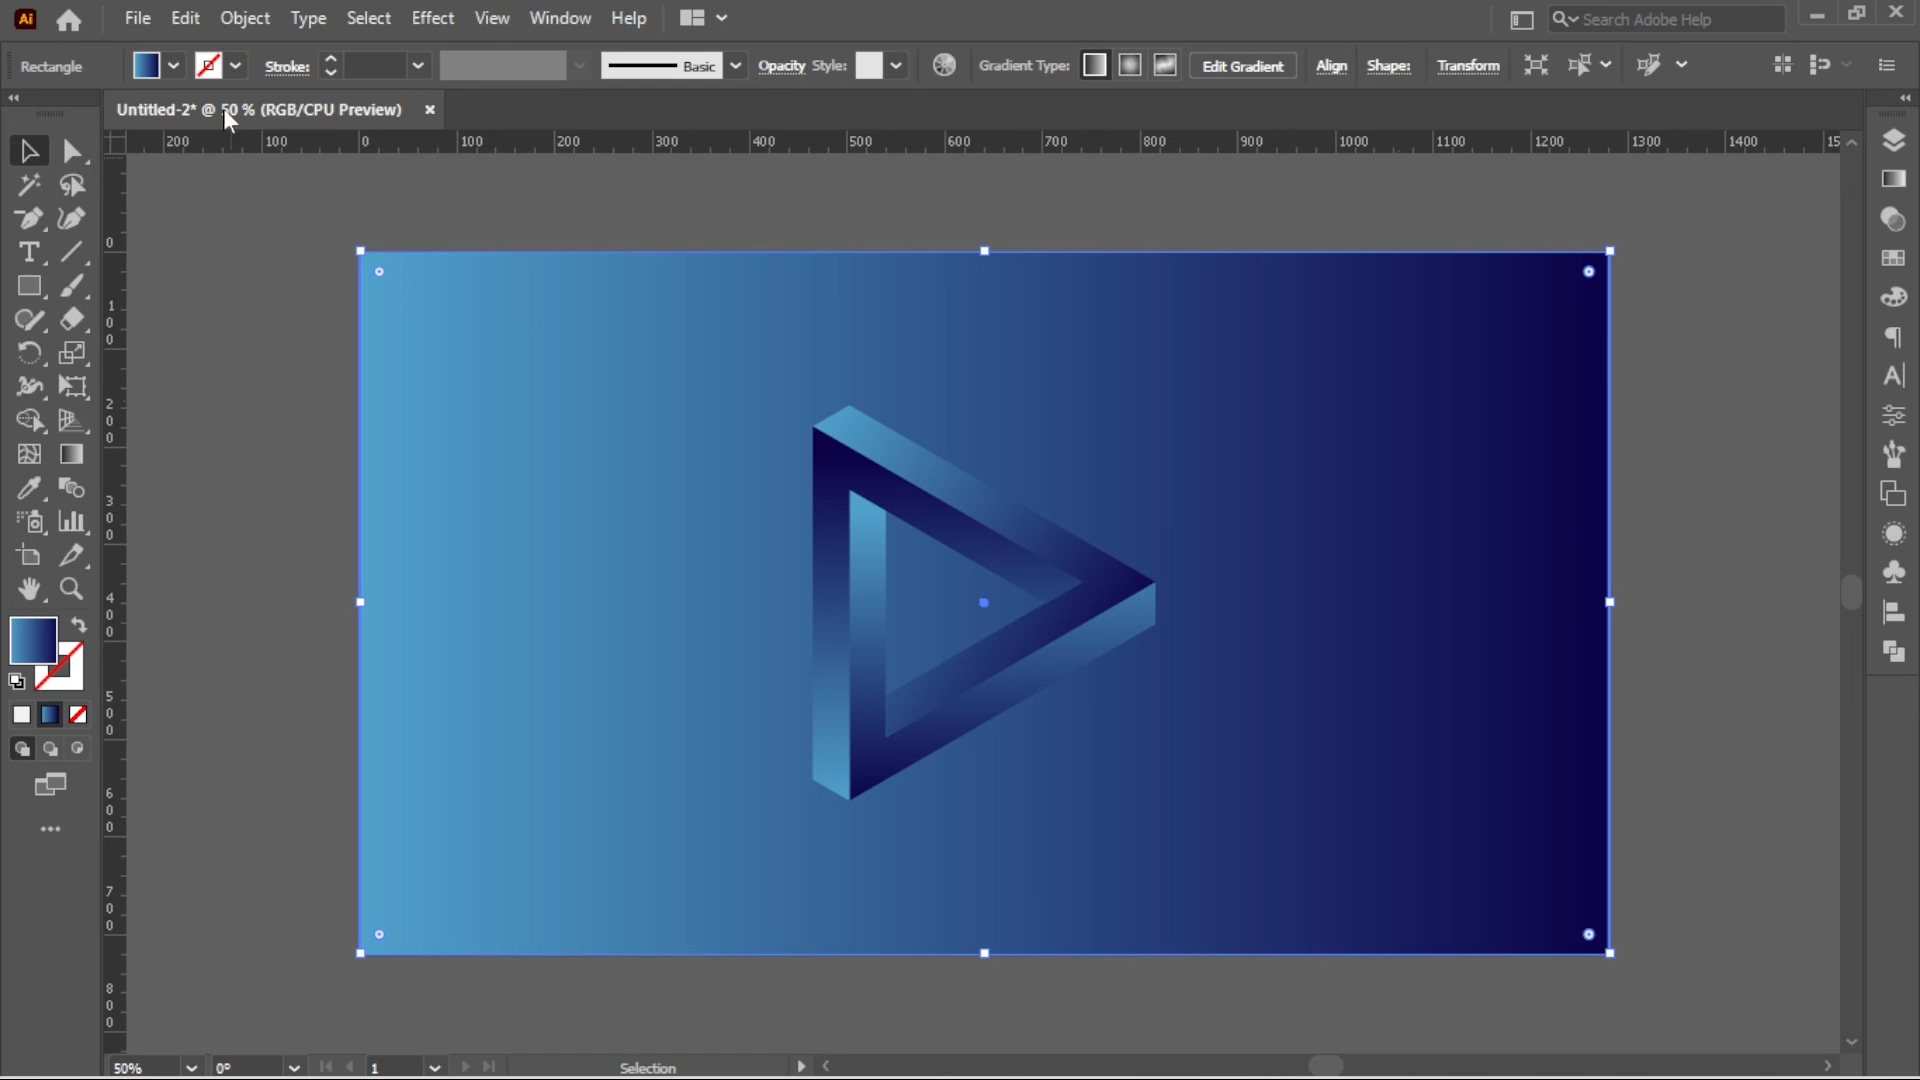 Ai File Edit Object Type Select Effect View Window Help Search Adobe Help
Rectangle Stroke: Basic Opacity Style: Gradient Type: Edit Gradient Align Shape: Transform
Untitled-2* @ 50 % (RGB/CPU Preview)
200 100 0 100 200 300 400 500 600 700 800 900 1000 1100 1200 1300 1400 15
0
100
200
300
400
500
600
700
800
50% 0° 1 Selection